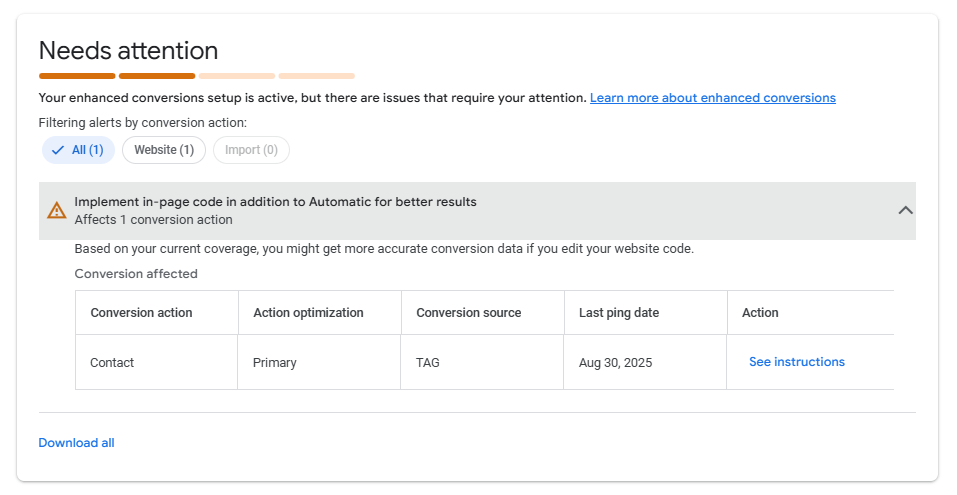 Needs attention
Your enhanced conversions setup is active, but there are issues that require your attention. Learn more about enhanced conversions
Filtering alerts by conversion action:
All (1) Website (1) Import (0)
Implement in-page code in addition to Automatic for better results
Affects 1 conversion action
Based on your current coverage, you might get more accurate conversion data if you edit your website code.
Conversion affected
Conversion action Action optimization Conversion source Last ping date Action
Contact Primary TAG Aug 30, 2025 See instructions
Download all